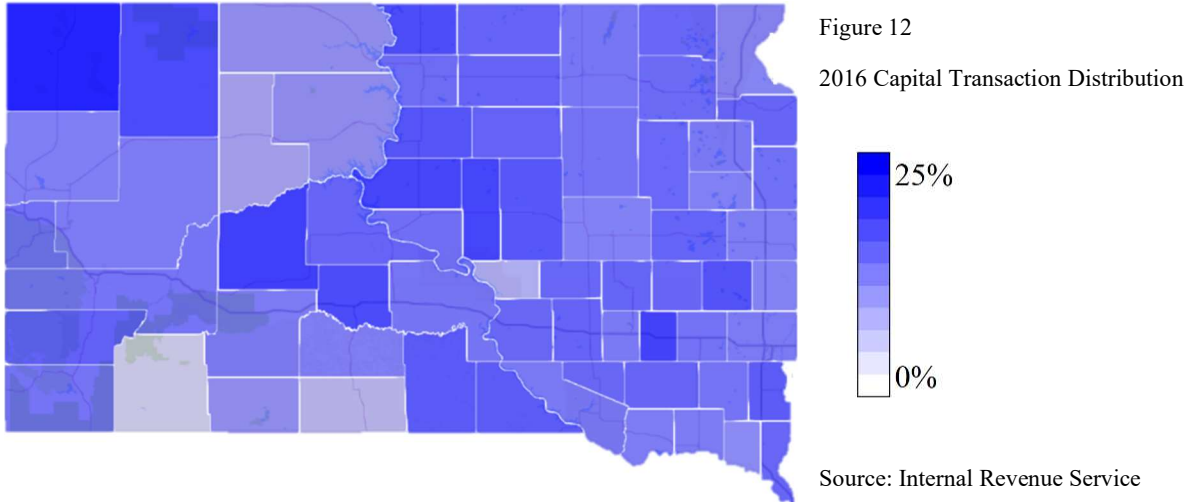 Figure 12
2016 Capital Transaction Distribution
25%
0%
Source: Internal Revenue Service